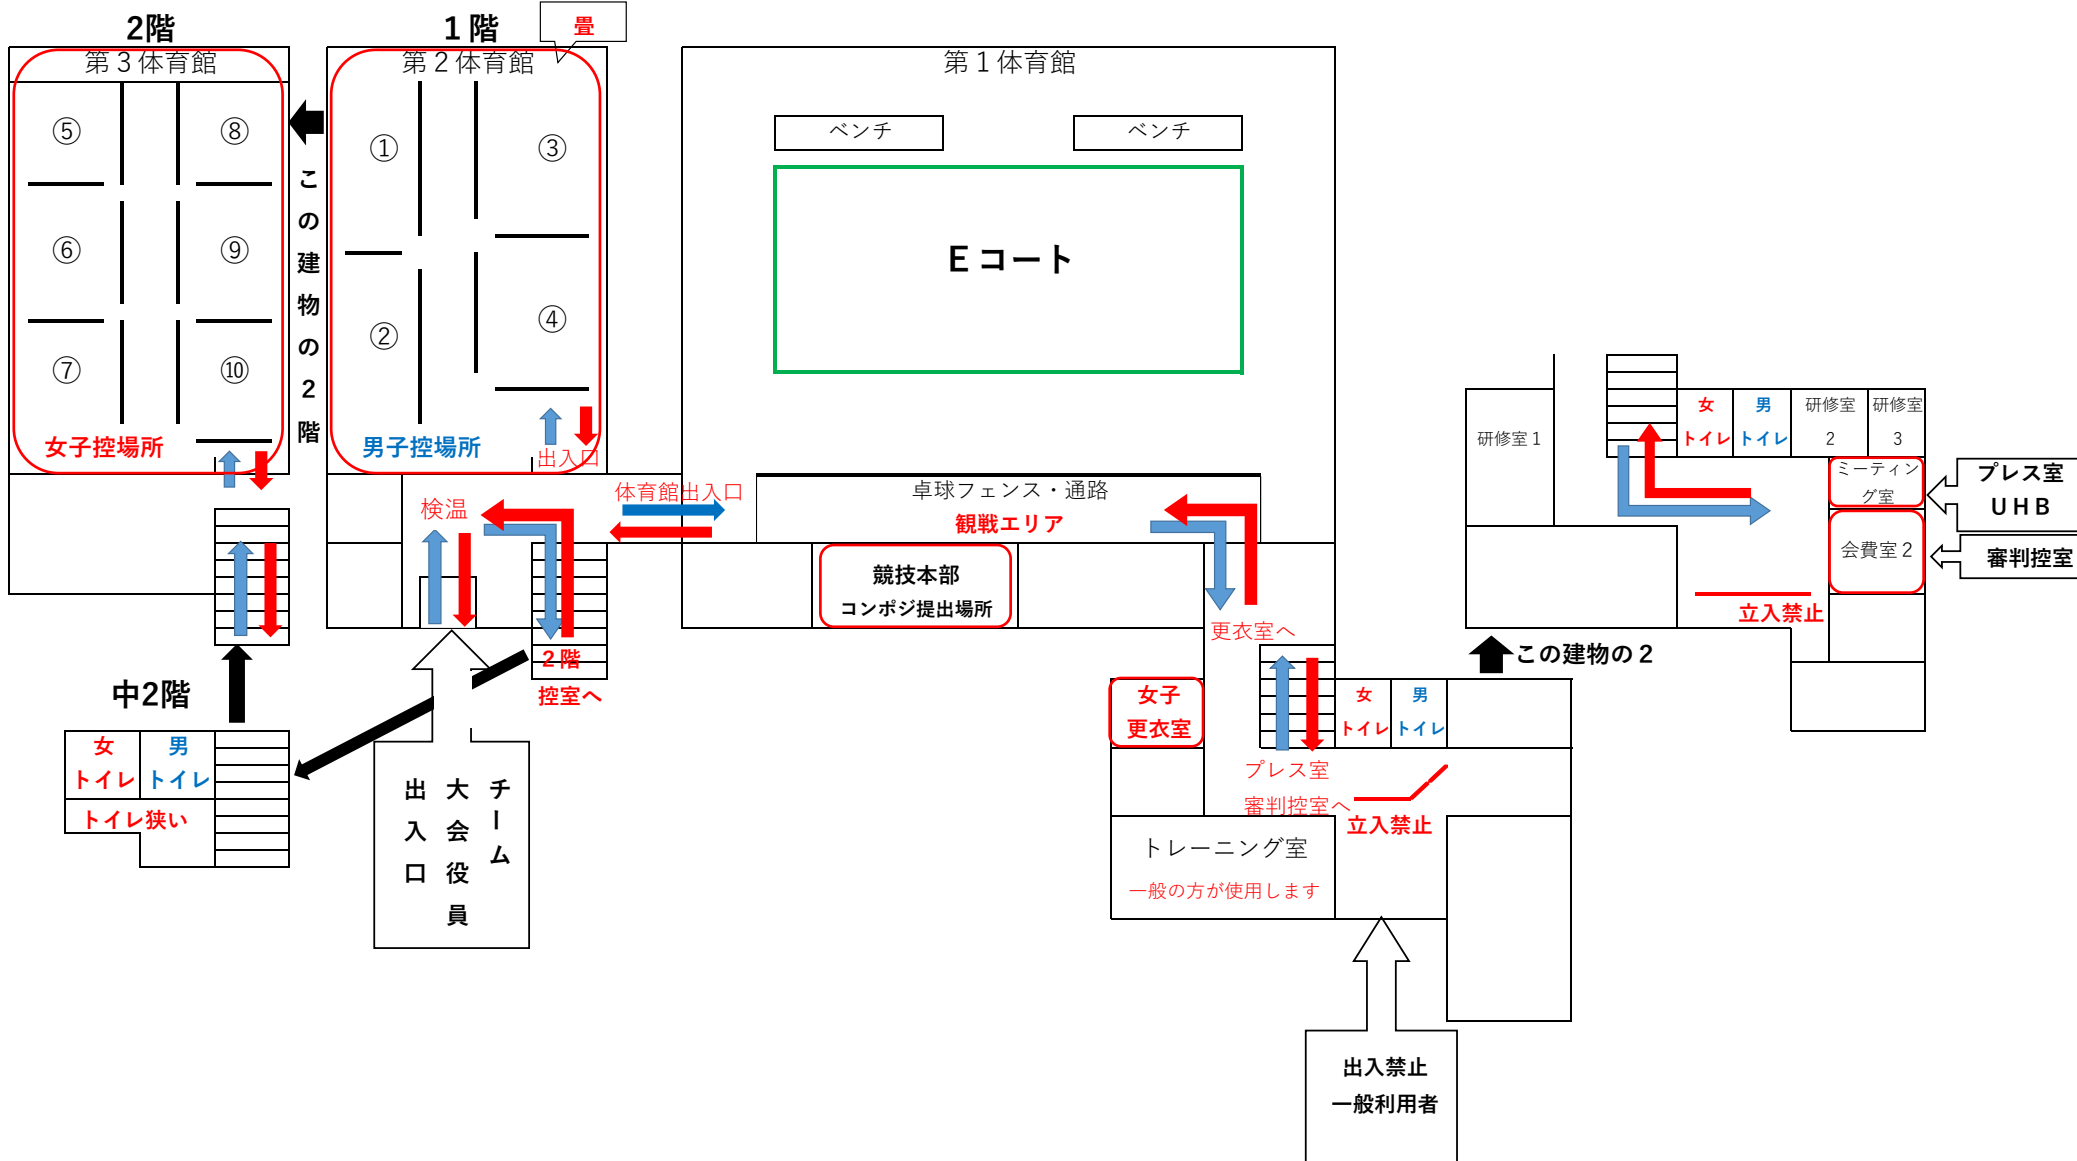 2階
第３体育館
⑤
⑧
⑥
⑨
⑦
⑩
女子控場所
この建物の2階
１階
畳
第２体育館
①
③
②
④
男子控場所
出入口
第１体育館
ベンチ
ベンチ
Ｅコート
検温
体育館出入口
卓球フェンス・通路
観戦エリア
競技本部
コンポジ提出場所
２階
控室へ
中2階
女
トイレ
男
トイレ
トイレ狭い
チーム
大会役員
出入口
更衣室へ
女子
更衣室
女
トイレ
男
トイレ
プレス室
審判控室へ
立入禁止
トレーニング室
一般の方が使用します
出入禁止
一般利用者
この建物の２
研修室１
女
トイレ
男
トイレ
研修室
2
研修室
3
ミーティン
グ室
会費室２
立入禁止
プレス室
ＵＨＢ
審判控室